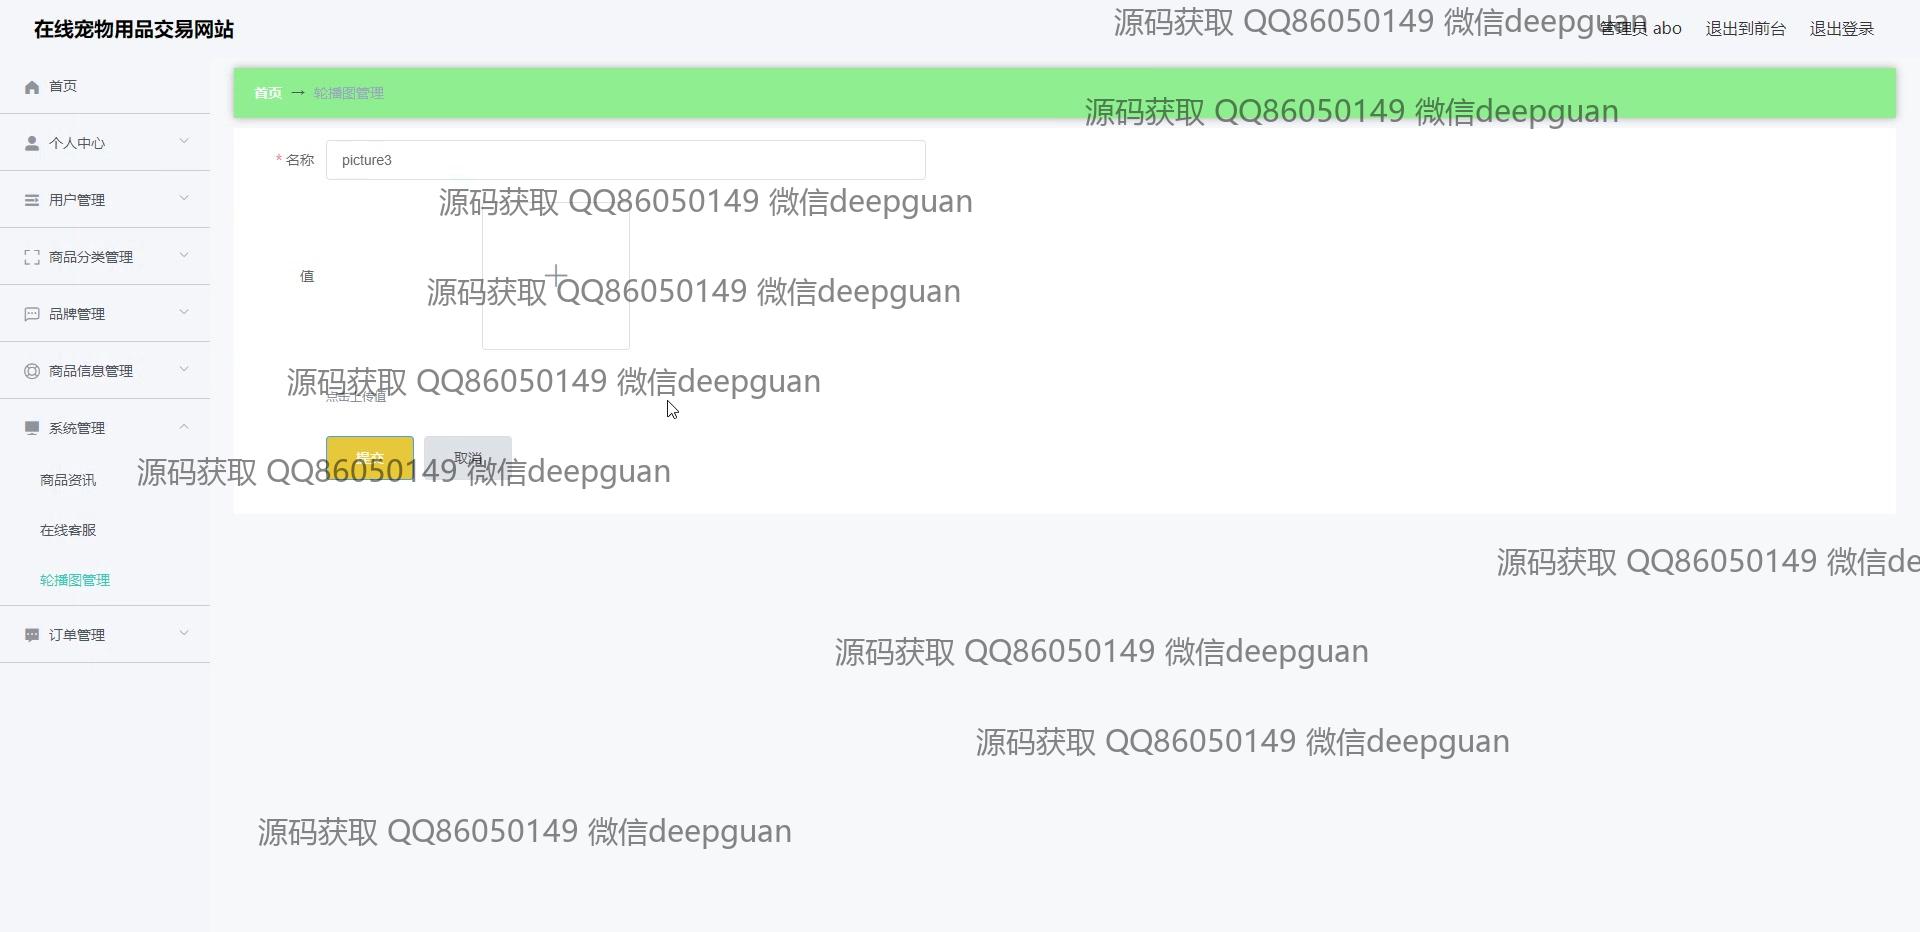 在线宠物用品交易网站
源码获取 QQ86050149 微信deepguan
管理员 abo 退出到前台 退出登录
首页
首页 → 轮播图管理
源码获取 QQ86050149 微信deepguan
个人中心
* 名称 picture3
用户管理
源码获取 QQ86050149 微信deepguan
商品分类管理
值
源码获取 QQ86050149 微信deepguan
品牌管理
商品信息管理
源码获取 QQ86050149 微信deepguan
点击上传值
系统管理
提交 取消
源码获取 QQ86050149 微信deepguan
商品资讯
在线客服
源码获取 QQ86050149 微信de
轮播图管理
订单管理
源码获取 QQ86050149 微信deepguan
源码获取 QQ86050149 微信deepguan
源码获取 QQ86050149 微信deepguan